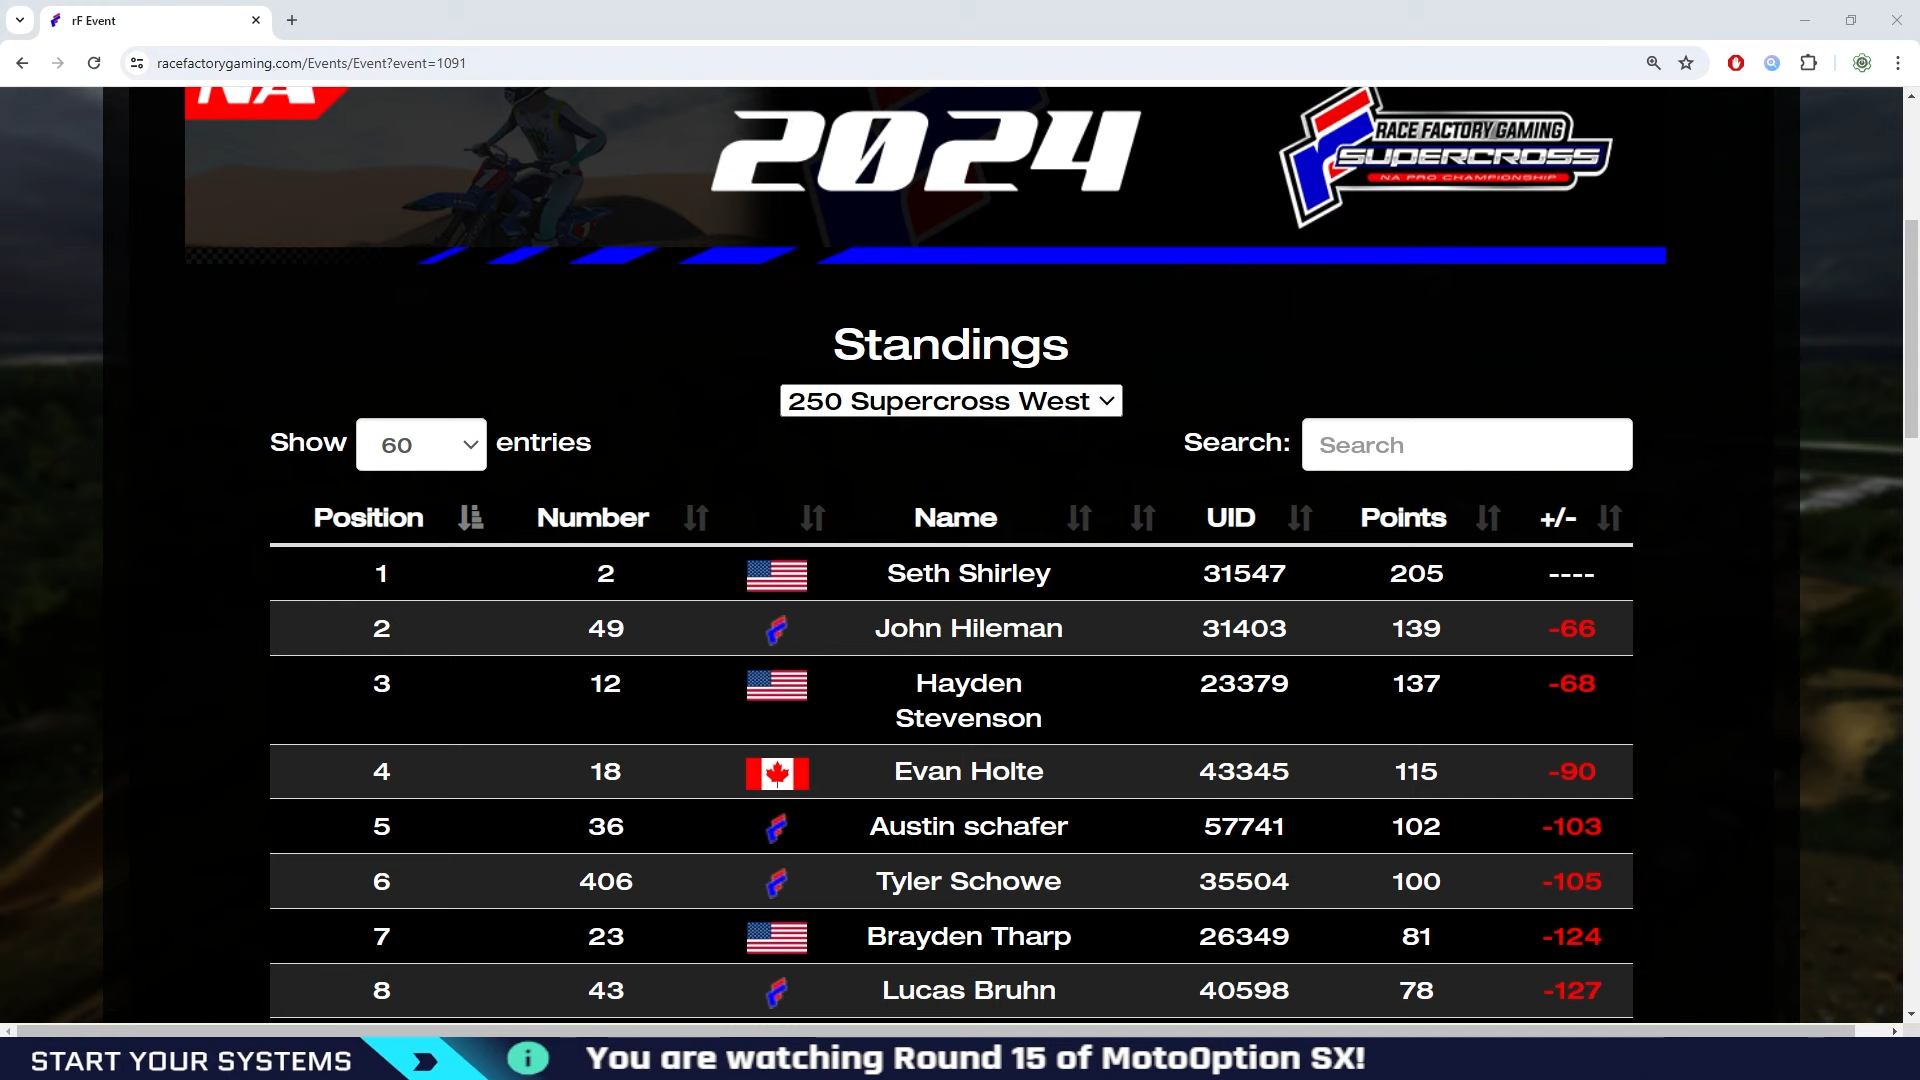 rF Event
racefactorygaming.com/Events/Event?event=1091
NA
2024
RACE FACTORY GAMING
SUPERCROSS
NA PRO CHAMPIONSHIP
Standings
250 Supercross West
Show 60 entries
Search: Search
Position Number Name UID Points +/-
1 2 Seth Shirley 31547 205 ----
2 49 John Hileman 31403 139 -66
3 12 Hayden Stevenson 23379 137 -68
4 18 Evan Holte 43345 115 -90
5 36 Austin schafer 57741 102 -103
6 406 Tyler Schowe 35504 100 -105
7 23 Brayden Tharp 26349 81 -124
8 43 Lucas Bruhn 40598 78 -127
START YOUR SYSTEMS
You are watching Round 15 of MotoOption SX!